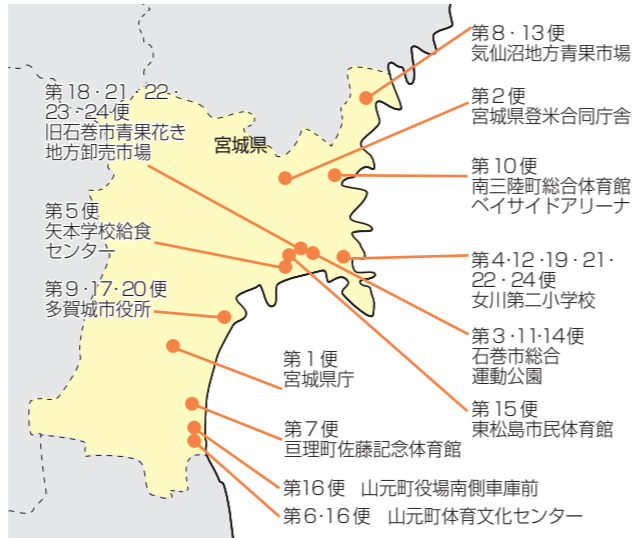 第8・13便
気仙沼地方青果市場
第18・21・22・
23・24便
旧石巻市青果花き
地方卸売市場
宮城県
第2便
宮城県登米合同庁舎
第10便
南三陸町総合体育館
ベイサイドアリーナ
第5便
矢本学校給食
センター
第4・12・19・21・
22・24便
女川第二小学校
第9・17・20便
多賀城市役所
第3・11・14便
石巻市総合
運動公園
第1便
宮城県庁
第15便
東松島市民体育館
第7便
亘理町佐藤記念体育館
第16便 山元町役場南側車庫前
第6・16便 山元町体育文化センター